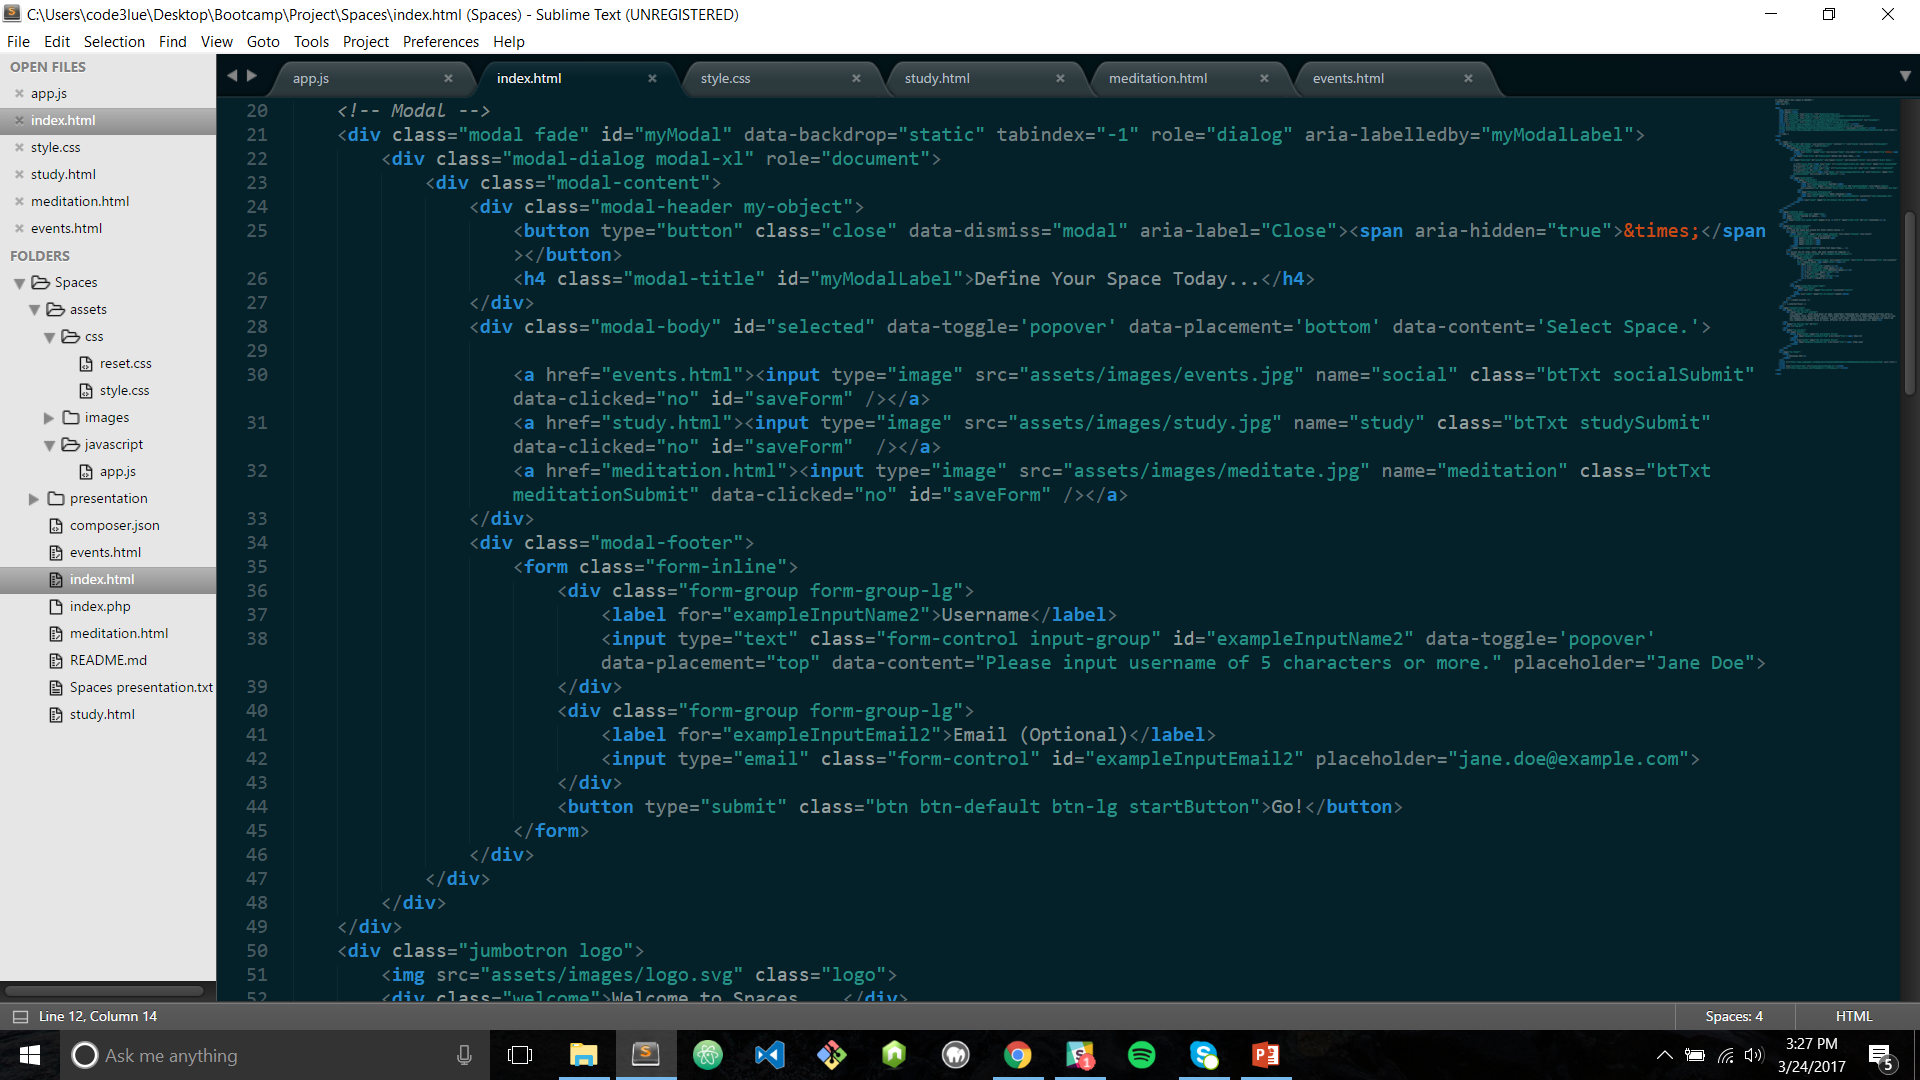 C:\Users\code3lue\Desktop\Bootcamp\Project\Spaces\index.html (Spaces) - Sublime Text (UNREGISTERED)
File Edit Selection Find View Goto Tools Project Preferences Help
OPEN FILES
app.js
index.html
style.css
study.html
meditation.html
events.html
FOLDERS
Spaces
assets
css
reset.css
style.css
images
javascript
app.js
presentation
composer.json
events.html
index.html
index.php
meditation.html
README.md
Spaces presentation.txt
study.html
app.js index.html style.css study.html meditation.html events.html
20 <!-- Modal -->
21 <div class="modal fade" id="myModal" data-backdrop="static" tabindex="-1" role="dialog" aria-labelledby="myModalLabel">
22 <div class="modal-dialog modal-xl" role="document">
23 <div class="modal-content">
24 <div class="modal-header my-object">
25 <button type="button" class="close" data-dismiss="modal" aria-label="Close"><span aria-hidden="true">&times;</span
></button>
26 <h4 class="modal-title" id="myModalLabel">Define Your Space Today...</h4>
27 </div>
28 <div class="modal-body" id="selected" data-toggle='popover' data-placement='bottom' data-content='Select Space.'>
29
30 <a href="events.html"><input type="image" src="assets/images/events.jpg" name="social" class="btTxt socialSubmit"
data-clicked="no" id="saveForm" /></a>
31 <a href="study.html"><input type="image" src="assets/images/study.jpg" name="study" class="btTxt studySubmit"
data-clicked="no" id="saveForm"  /></a>
32 <a href="meditation.html"><input type="image" src="assets/images/meditate.jpg" name="meditation" class="btTxt
meditationSubmit" data-clicked="no" id="saveForm" /></a>
33 </div>
34 <div class="modal-footer">
35 <form class="form-inline">
36 <div class="form-group form-group-lg">
37 <label for="exampleInputName2">Username</label>
38 <input type="text" class="form-control input-group" id="exampleInputName2" data-toggle='popover'
data-placement="top" data-content="Please input username of 5 characters or more." placeholder="Jane Doe">
39 </div>
40 <div class="form-group form-group-lg">
41 <label for="exampleInputEmail2">Email (Optional)</label>
42 <input type="email" class="form-control" id="exampleInputEmail2" placeholder="jane.doe@example.com">
43 </div>
44 <button type="submit" class="btn btn-default btn-lg startButton">Go!</button>
45 </form>
46 </div>
47 </div>
48 </div>
49 </div>
50 <div class="jumbotron logo">
51 <img src="assets/images/logo.svg" class="logo">
52 <div class="welcome">Welcome to Spaces... </div>
Line 12, Column 14 Spaces: 4 HTML
Ask me anything
1
3:27 PM
3/24/2017
5